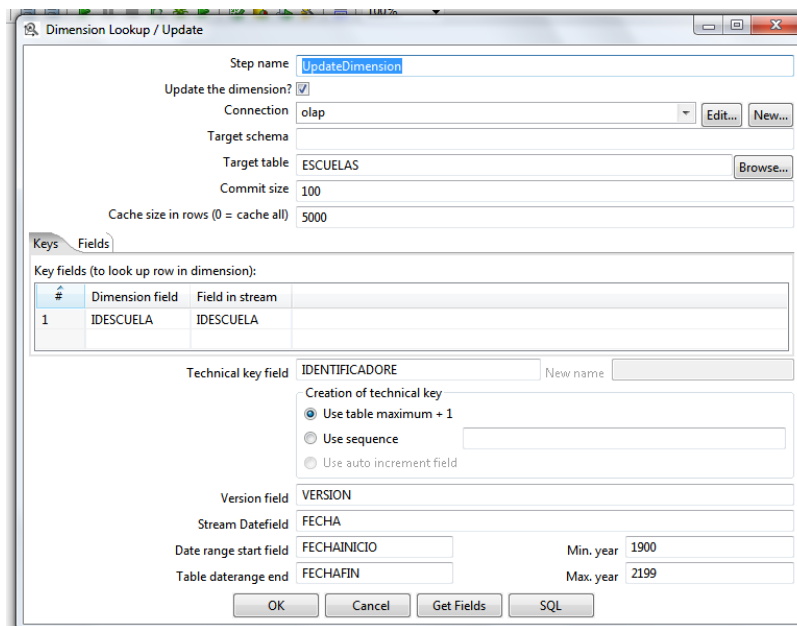 100%
Dimension Lookup / Update
Step name UpdateDimension
Update the dimension?
Connection olap Edit... New...
Target schema
Target table ESCUELAS Browse...
Commit size 100
Cache size in rows (0 = cache all) 5000
Keys Fields
Key fields (to look up row in dimension):
# Dimension field Field in stream
1 IDESCUELA IDESCUELA
Technical key field IDENTIFICADORE New name
Creation of technical key
Use table maximum + 1
Use sequence
Use auto increment field
Version field VERSION
Stream Datefield FECHA
Date range start field FECHAINICIO Min. year 1900
Table daterange end FECHAFIN Max. year 2199
OK Cancel Get Fields SQL